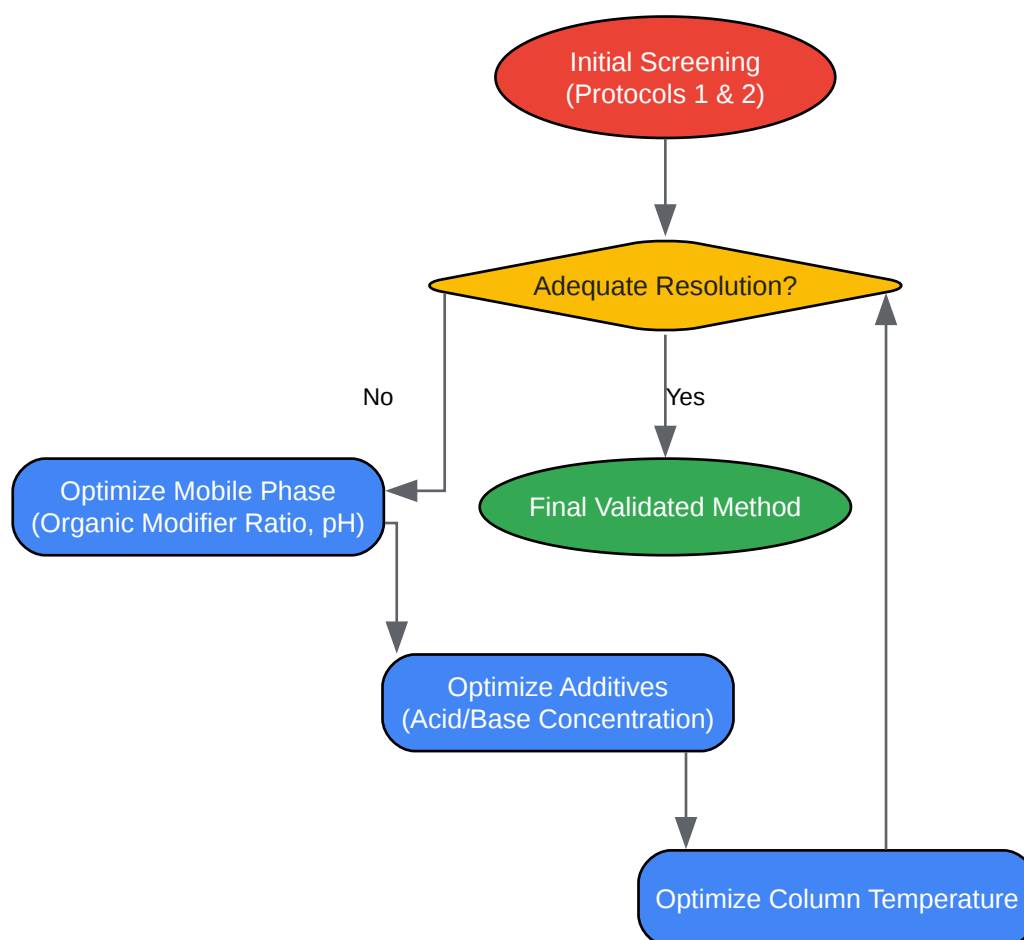 Initial Screening
(Protocols 1 & 2)
Adequate Resolution?
No
Yes
Optimize Mobile Phase
(Organic Modifier Ratio, pH)
Final Validated Method
Optimize Additives
(Acid/Base Concentration)
Optimize Column Temperature